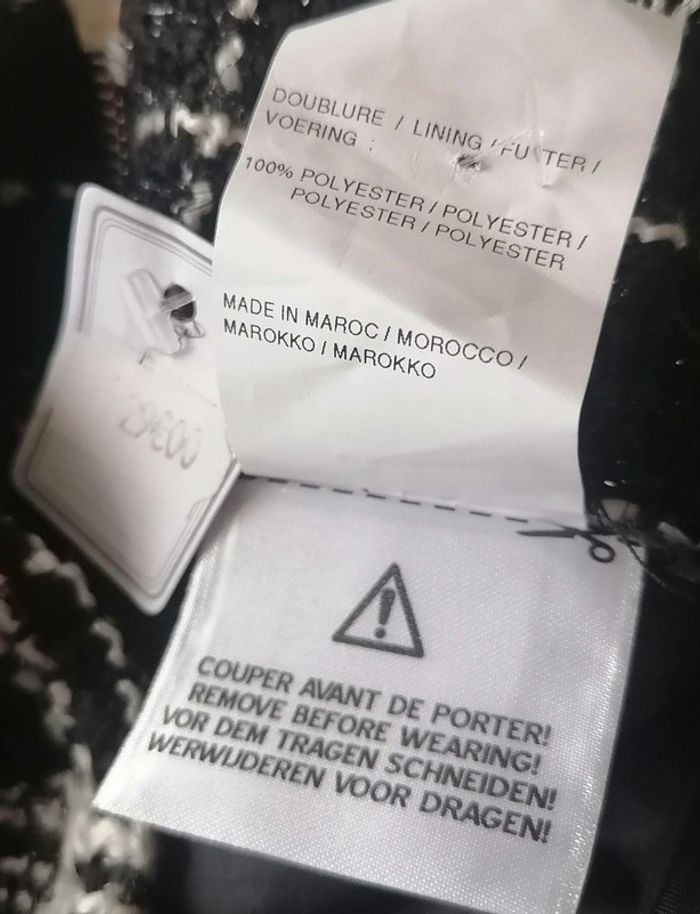 DOUBLURE / LINING / FUTTER /
VOERING :
100% POLYESTER / POLYESTER /
POLYESTER / POLYESTER
MADE IN MAROC / MOROCCO /
MAROKKO / MAROKKO
COUPER AVANT DE PORTER!
REMOVE BEFORE WEARING!
VOR DEM TRAGEN SCHNEIDEN!
WERWIJDEREN VOOR DRAGEN!